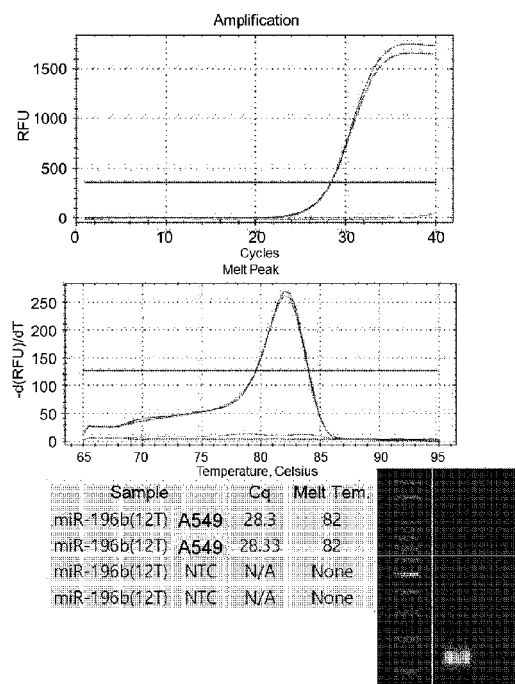 Amplification
RFU
1500
1000
500
0
0 10 20 30 40
Cycles
Melt Peak
-d(RFU)/dT
250
200
150
100
50
0
65 70 75 80 85 90 95
Temperature, Celsius
Sample Cq Melt Tem.
miR-196b(12T) A549 28.3 82
miR-196b(12T) A549 28.33 82
miR-196b(12T) NTC N/A None
miR-196b(12T) NTC N/A None